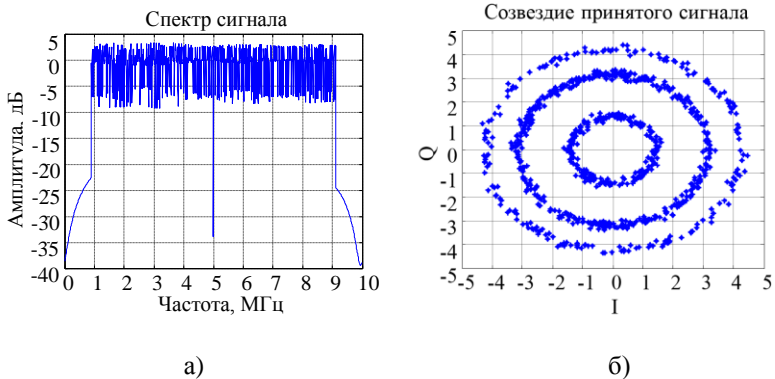 Спектр сигнала
5
0
-5
-10
-15
-20
-25
-30
-35
-40
Амплитуда, дБ
0 1 2 3 4 5 6 7 8 9 10
Частота, МГц
а)
Созвездие принятого сигнала
5
4
3
2
1
0
-1
-2
-3
-4
-5
Q
-5 -4 -3 -2 -1 0 1 2 3 4 5
I
б)